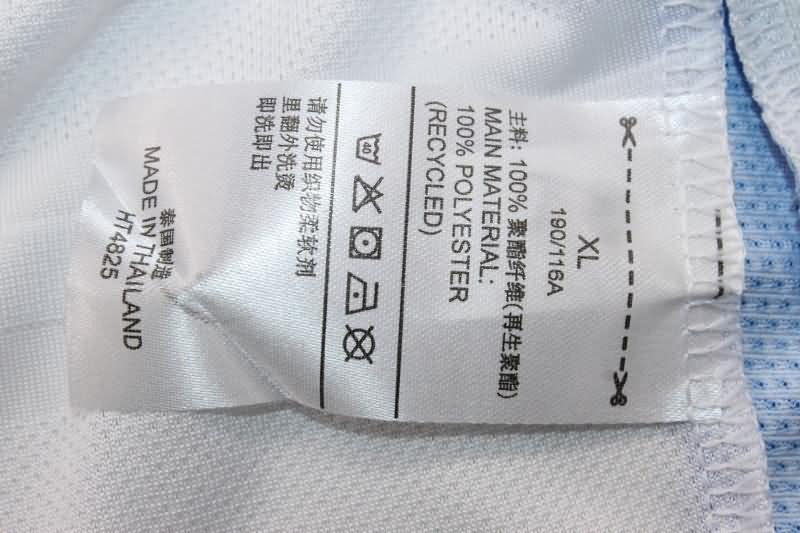 XL
190/116A
主料: 100% 聚酯纤维(再生聚酯)
MAIN MATERIAL:
100% POLYESTER
(RECYCLED)
40
请勿使用织物柔软剂
里翻外洗烫
即洗即出
泰国制造
MADE IN THAILAND
HT4825